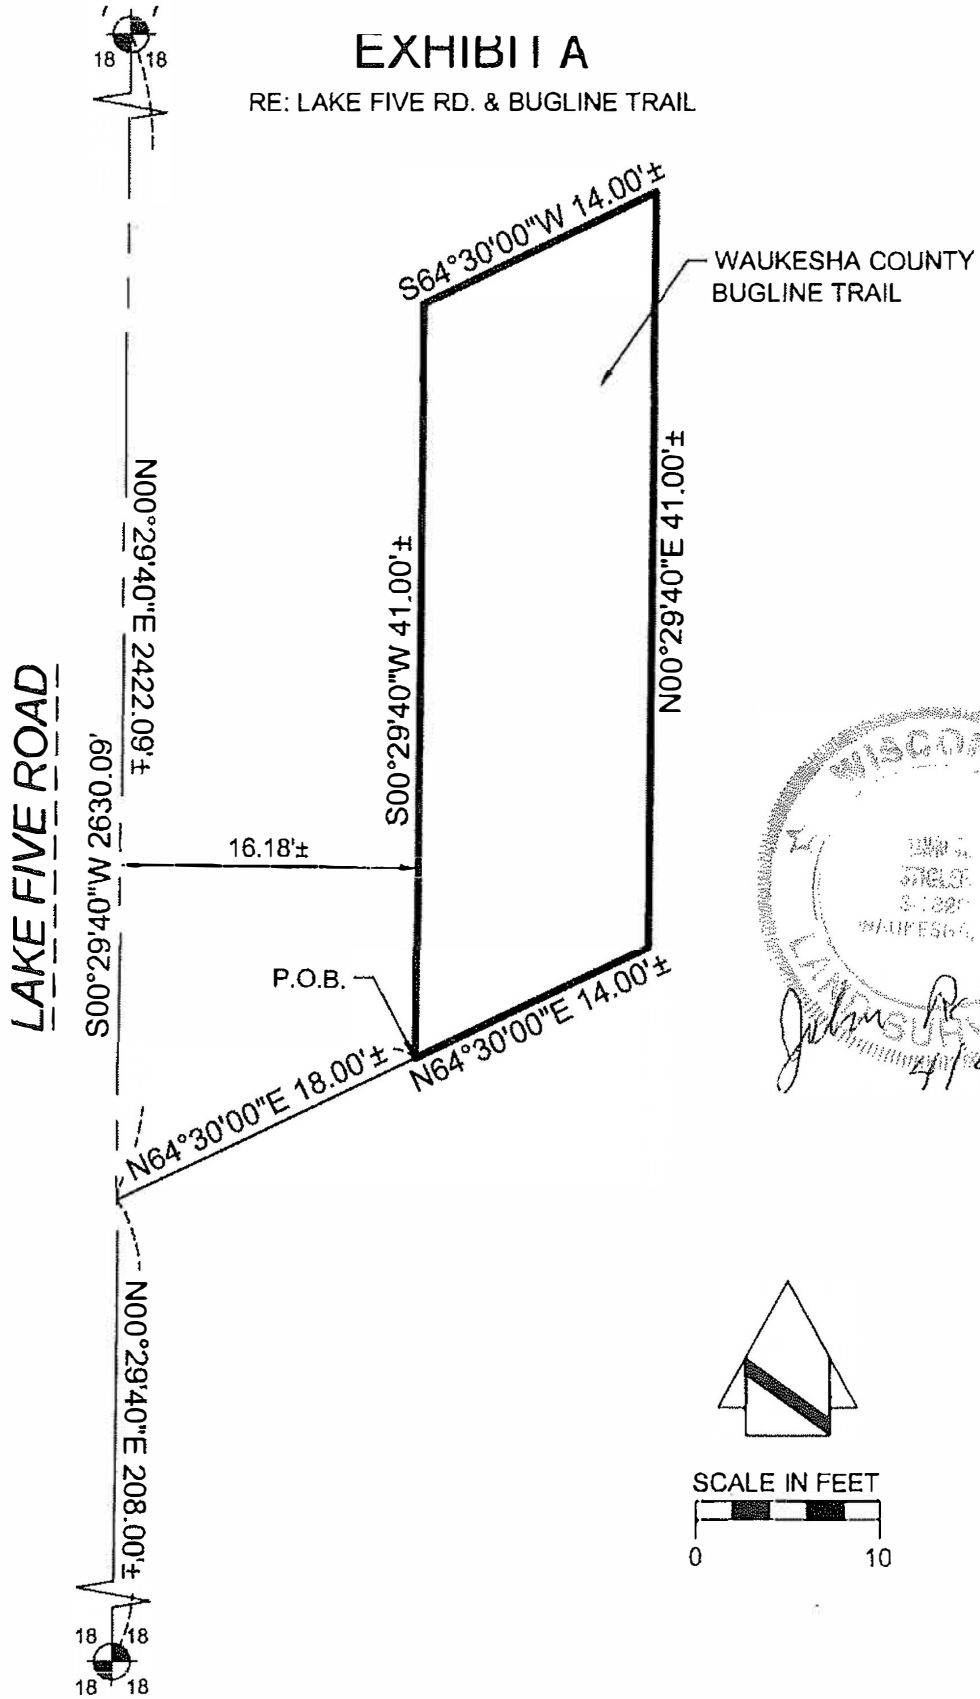 EXHIBIT A
RE: LAKE FIVE RD. & BUGLINE TRAIL
18 18
S64°30'00"W 14.00'±
WAUKESHA COUNTY
BUGLINE TRAIL
N00°29'40"E 2422.09'±
S00°29'40"W 41.00'±
N00°29'40"E 41.00'±
LAKE FIVE ROAD
S00°29'40"W 2630.09'
16.18'±
P.O.B.
N64°30'00"E 18.00'±
N64°30'00"E 14.00'±
N00°29'40"E 208.00'±
LAND
John
SCALE IN FEET
0 10
18 18
18 18